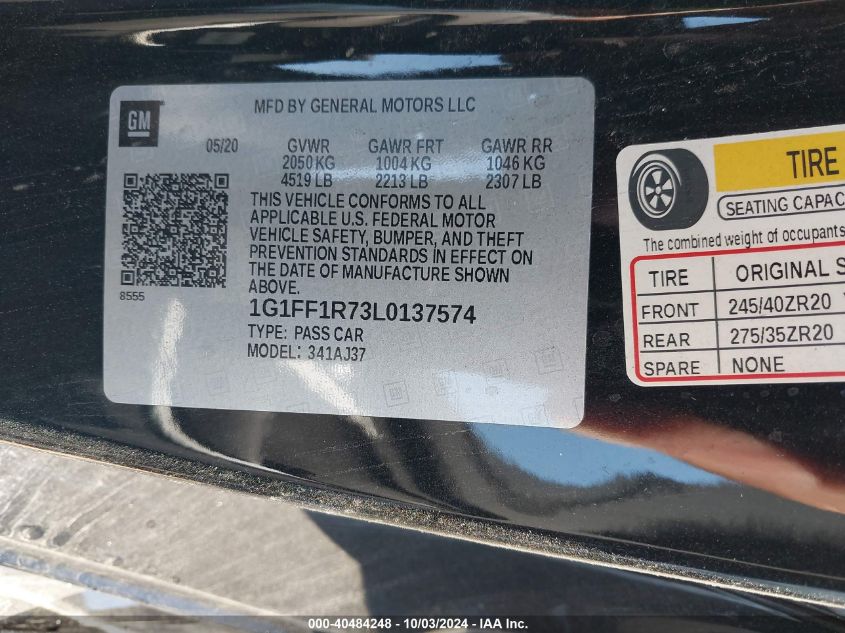 MFD BY GENERAL MOTORS LLC
GM
05/20 GVWR GAWR FRT GAWR RR
2050 KG 1004 KG 1046 KG
4519 LB 2213 LB 2307 LB
THIS VEHICLE CONFORMS TO ALL
APPLICABLE U.S. FEDERAL MOTOR
VEHICLE SAFETY, BUMPER, AND THEFT
PREVENTION STANDARDS IN EFFECT ON
THE DATE OF MANUFACTURE SHOWN
ABOVE.
8555
1G1FF1R73L0137574
TYPE: PASS CAR
MODEL: 341AJ37
TIRE
SEATING CAPAC
The combined weight of occupants
TIRE ORIGINAL S
FRONT 245/40ZR20
REAR 275/35ZR20
SPARE NONE
000-40484248 - 10/03/2024 - IAA Inc.